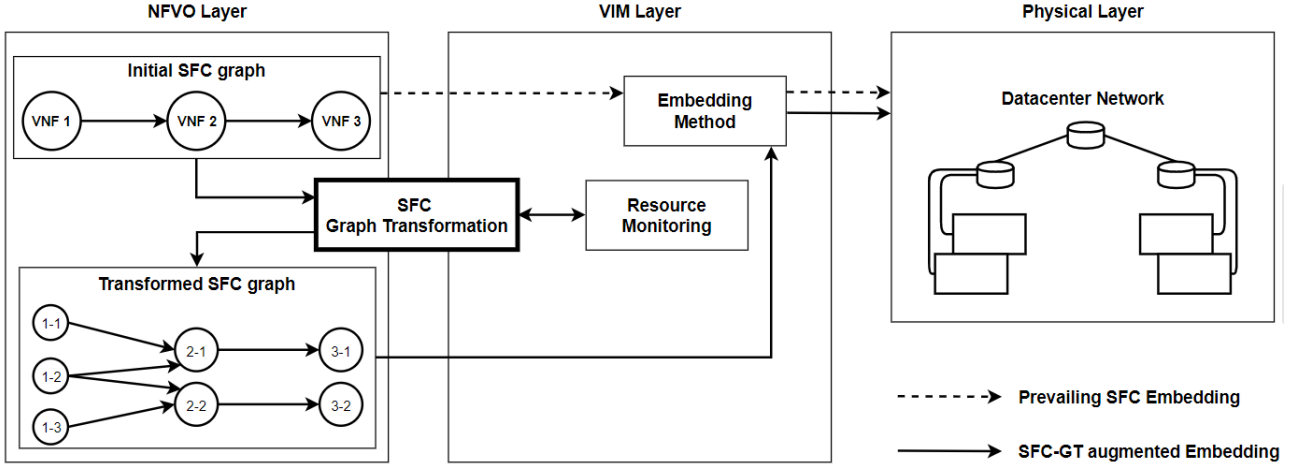 NFVO Layer
VIM Layer
Physical Layer
Initial SFC graph
VNF 1
VNF 2
VNF 3
Embedding
Method
Datacenter Network
SFC
Graph Transformation
Resource
Monitoring
Transformed SFC graph
1-1
1-2
1-3
2-1
2-2
3-1
3-2
Prevailing SFC Embedding
SFC-GT augmented Embedding